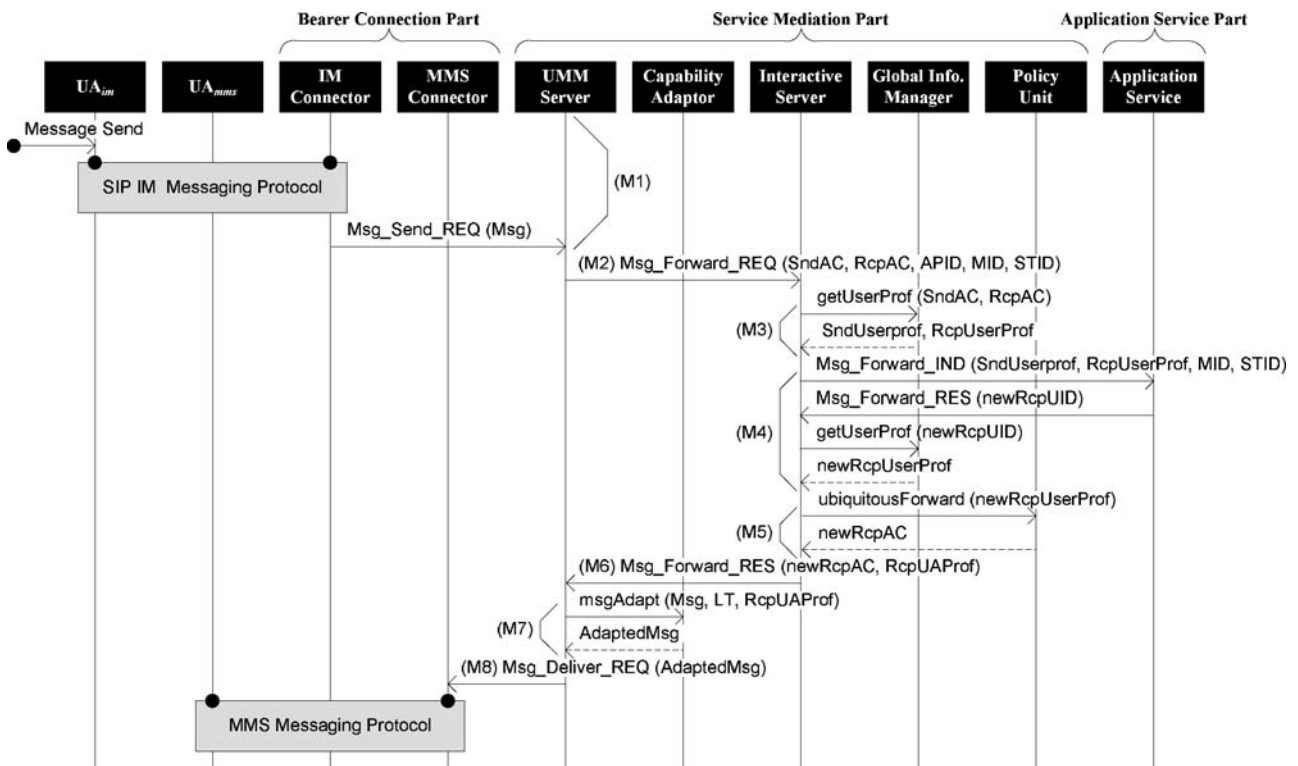 Bearer Connection Part
Service Mediation Part
Application Service Part
UAim
UAmms
IM Connector
MMS Connector
UMM Server
Capability Adaptor
Interactive Server
Global Info. Manager
Policy Unit
Application Service
Message Send
SIP IM Messaging Protocol
(M1)
Msg_Send_REQ (Msg)
(M2) Msg_Forward_REQ (SndAC, RcpAC, APID, MID, STID)
getUserProf (SndAC, RcpAC)
(M3)
SndUserprof, RcpUserProf
Msg_Forward_IND (SndUserprof, RcpUserProf, MID, STID)
Msg_Forward_RES (newRcpUID)
(M4)
getUserProf (newRcpUID)
newRcpUserProf
ubiquitousForward (newRcpUserProf)
(M5)
newRcpAC
(M6) Msg_Forward_RES (newRcpAC, RcpUAProf)
msgAdapt (Msg, LT, RcpUAProf)
(M7)
AdaptedMsg
(M8) Msg_Deliver_REQ (AdaptedMsg)
MMS Messaging Protocol